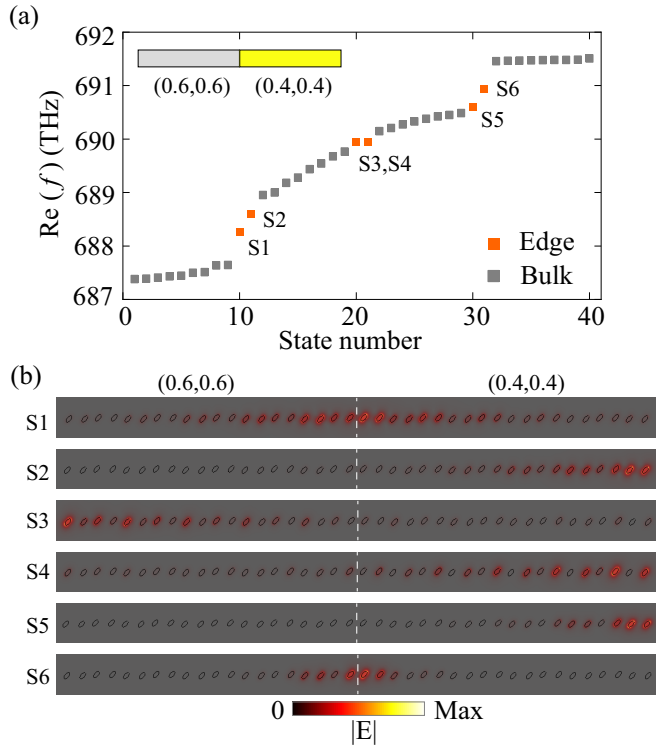 (a)
692
691
690
689
688
687
Re (f) (THz)
(0.6,0.6) (0.4,0.4)
S6
S5
S3,S4
S2
S1
Edge
Bulk
0 10 20 30 40
State number
(b)
(0.6,0.6) (0.4,0.4)
S1
S2
S3
S4
S5
S6
0 Max
|E|